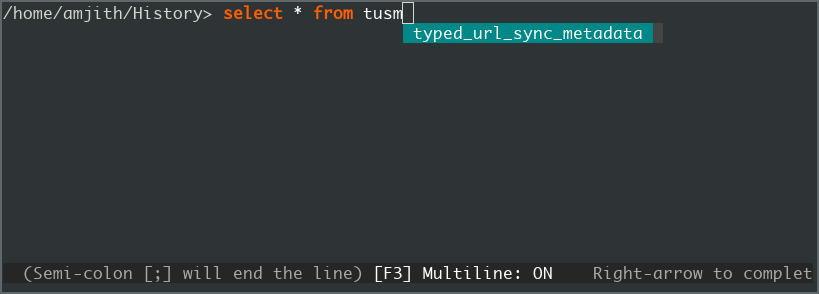 /home/amjith/History> select * from tusm
typed_url_sync_metadata
(Semi-colon [;] will end the line) [F3] Multiline: ON    Right-arrow to complet